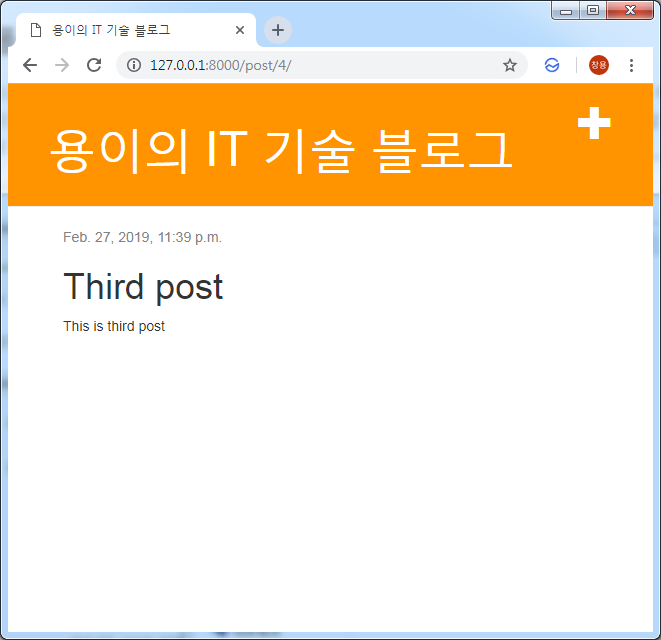 용이의 IT 기술 블로그
127.0.0.1:8000/post/4/
창용
용이의 IT 기술 블로그
Feb. 27, 2019, 11:39 p.m.
Third post
This is third post